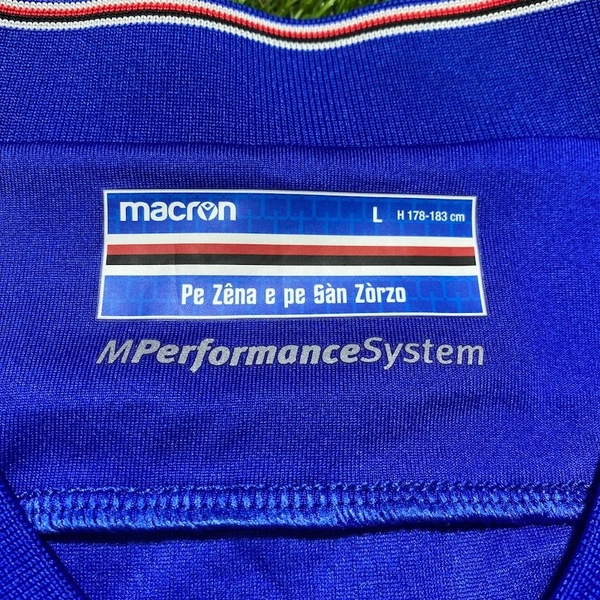 macron L H 178-183 cm
Pe Zêna e pe Sàn Zòrzo
MPerformanceSystem